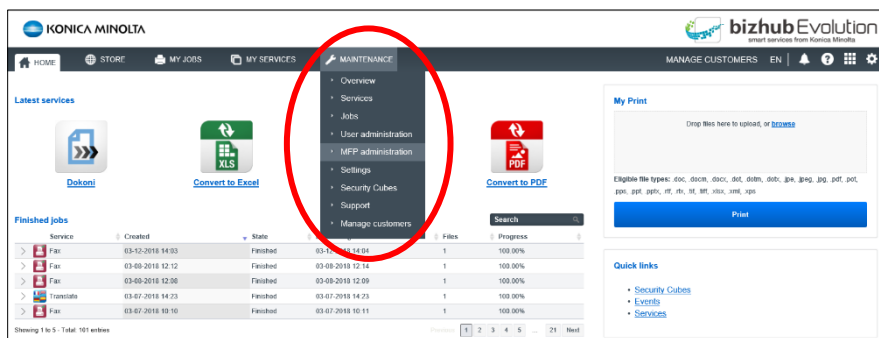 KONICA MINOLTA
bizhub Evolution
smart services from Konica Minolta
HOME STORE MY JOBS MY SERVICES MAINTENANCE MANAGE CUSTOMERS EN
Overview
Services
Jobs
User administration
MFP administration
Settings
Security Cubes
Support
Manage customers
Latest services
XLS
PDF
Dokoni Convert to Excel Convert to PDF
Finished jobs Search
Service Created State Files Progress
Fax 03-12-2018 14:03 Finished 03-12-2018 14:04 1 100.00%
Fax 03-08-2018 12:12 Finished 03-08-2018 12:14 1 100.00%
Fax 03-08-2018 12:08 Finished 03-08-2018 12:09 1 100.00%
Translate 03-07-2018 14:23 Finished 03-07-2018 14:23 1 100.00%
Fax 03-07-2018 10:10 Finished 03-07-2018 10:11 1 100.00%
Showing 1 to 5 - Total: 101 entries Previous 1 2 3 4 5 ... 21 Next
My Print
Drop files here to upload, or browse
Eligible file types: .doc, .docm, .docx, .dot, .dotm, .dotx, .jpe, .jpeg, .jpg, .pdf, .pot,
.pps, .ppt, .pptx, .rtf, .rtx, .tif, .tiff, .xlsx, .xml, .xps
Print
Quick links
Security Cubes
Events
Services